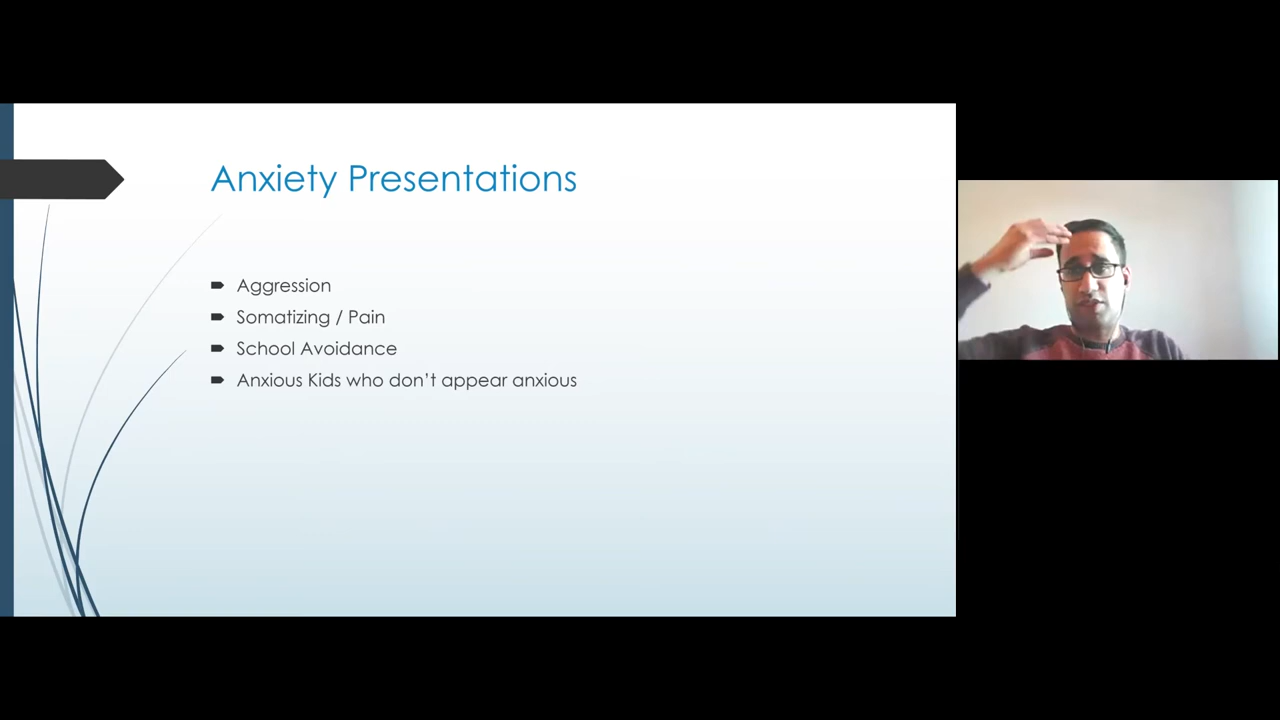 Anxiety Presentations
Aggression
Somatizing / Pain
School Avoidance
Anxious Kids who don’t appear anxious